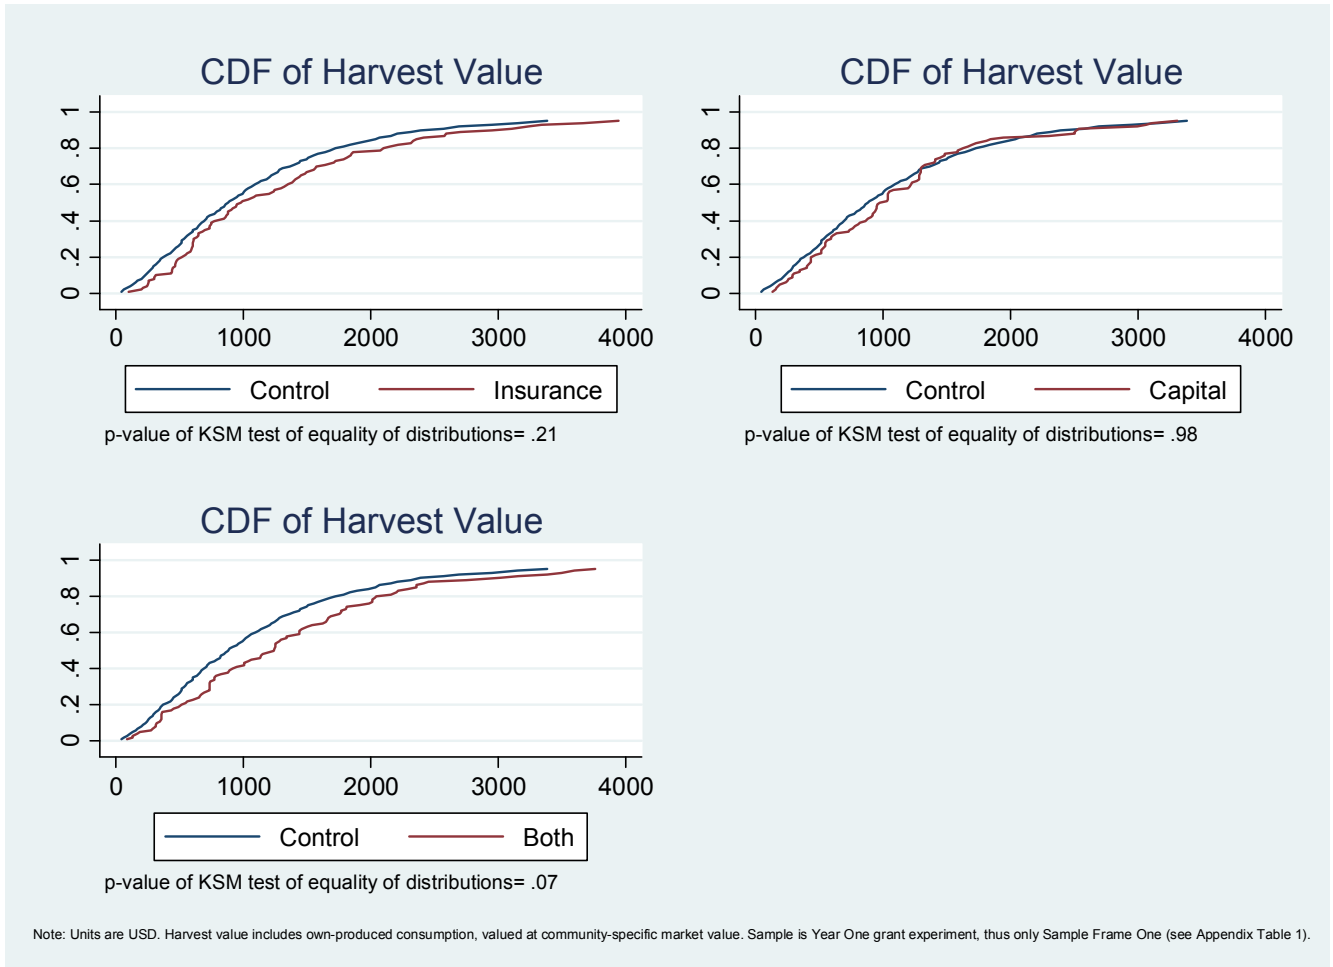 CDF of Harvest Value
1
.8
.6
.4
.2
0
0 1000 2000 3000 4000
Control Insurance
p-value of KSM test of equality of distributions= .21
CDF of Harvest Value
1
.8
.6
.4
.2
0
0 1000 2000 3000 4000
Control Capital
p-value of KSM test of equality of distributions= .98
CDF of Harvest Value
1
.8
.6
.4
.2
0
0 1000 2000 3000 4000
Control Both
p-value of KSM test of equality of distributions= .07
Note: Units are USD. Harvest value includes own-produced consumption, valued at community-specific market value. Sample is Year One grant experiment, thus only Sample Frame One (see Appendix Table 1).